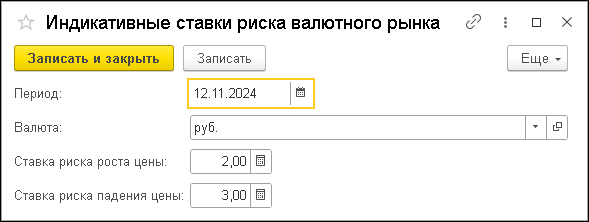 Индикативные ставки риска валютного рынка
Записать и закрыть Записать Еще
Период: 12.11.2024
Валюта: руб.
Ставка риска роста цены: 2,00
Ставка риска падения цены: 3,00